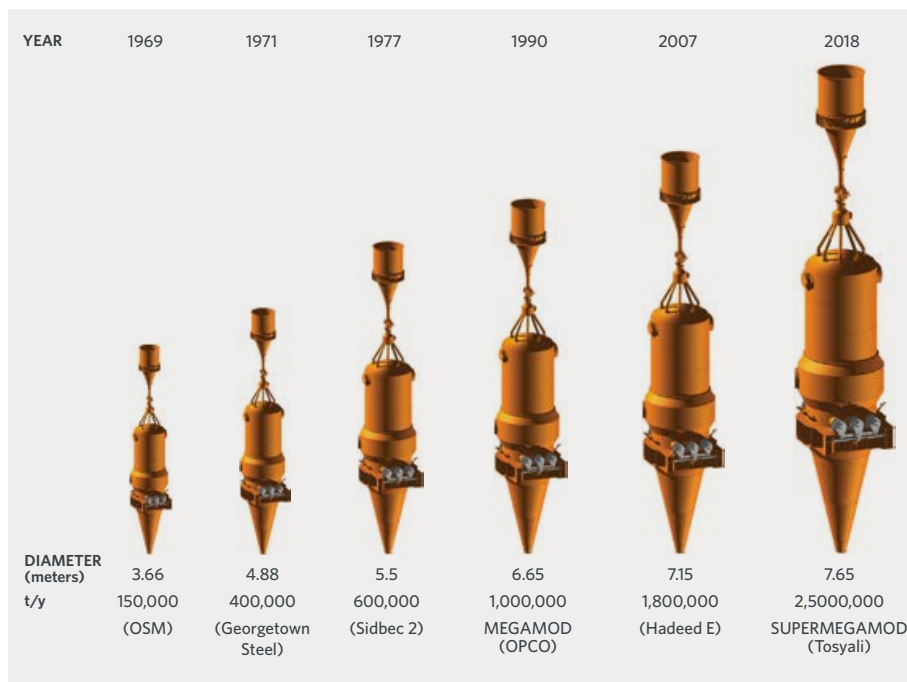 YEAR 1969 1971 1977 1990 2007 2018
DIAMETER
(meters) 3.66 4.88 5.5 6.65 7.15 7.65
t/y 150,000 400,000 600,000 1,000,000 1,800,000 2,5000,000
(OSM) (Georgetown (Sidbec 2) MEGAMOD (Hadeed E) SUPERMEGAMOD
Steel) (OPCO) (Tosyali)